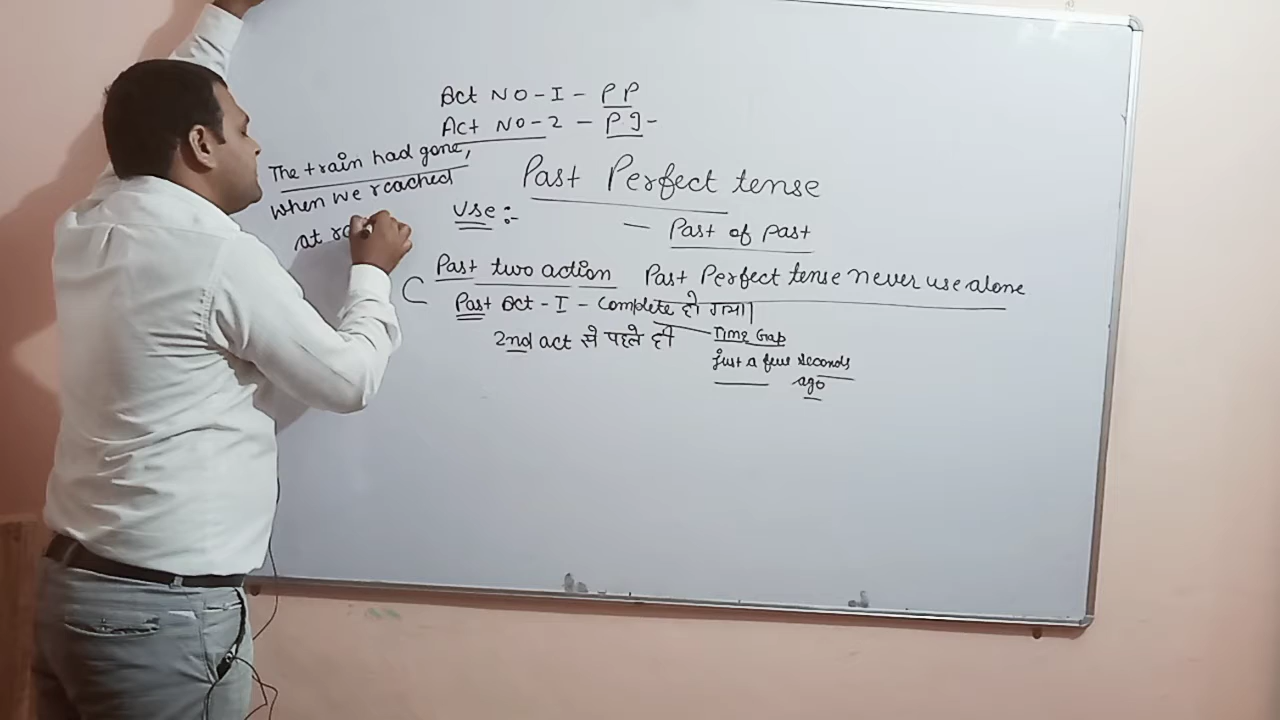 Act NO-I - PP
Act NO-2 - PI-
The train had gone,
when we reached
at
Past Perfect tense
Use :-
- Past of past
Past two action
Past Perfect tense never use alone
Past Act - I - Complete हो गया।
2nd act से पहले ही
Time Gap
Just a few seconds
ago